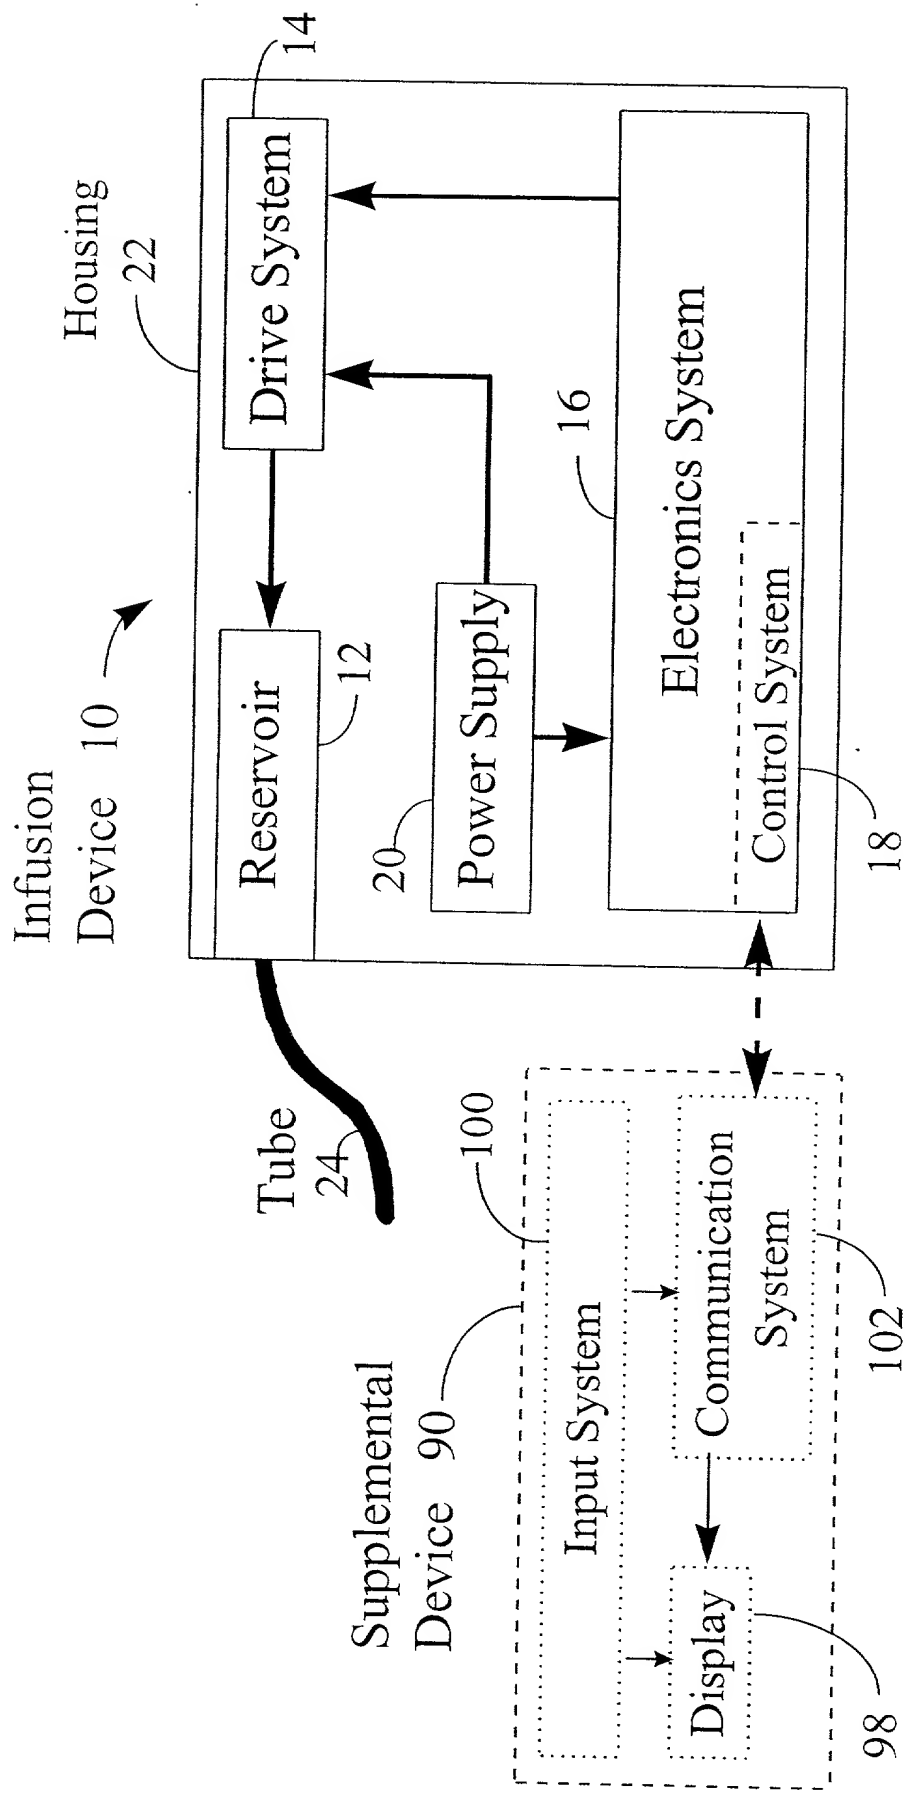 Infusion
Device 10
Housing
22
14
Drive System
Reservoir
12
20
Power Supply
16
Electronics System
Control System
18
Tube
24
Supplemental
Device 90
100
Input System
Communication
System
102
Display
98